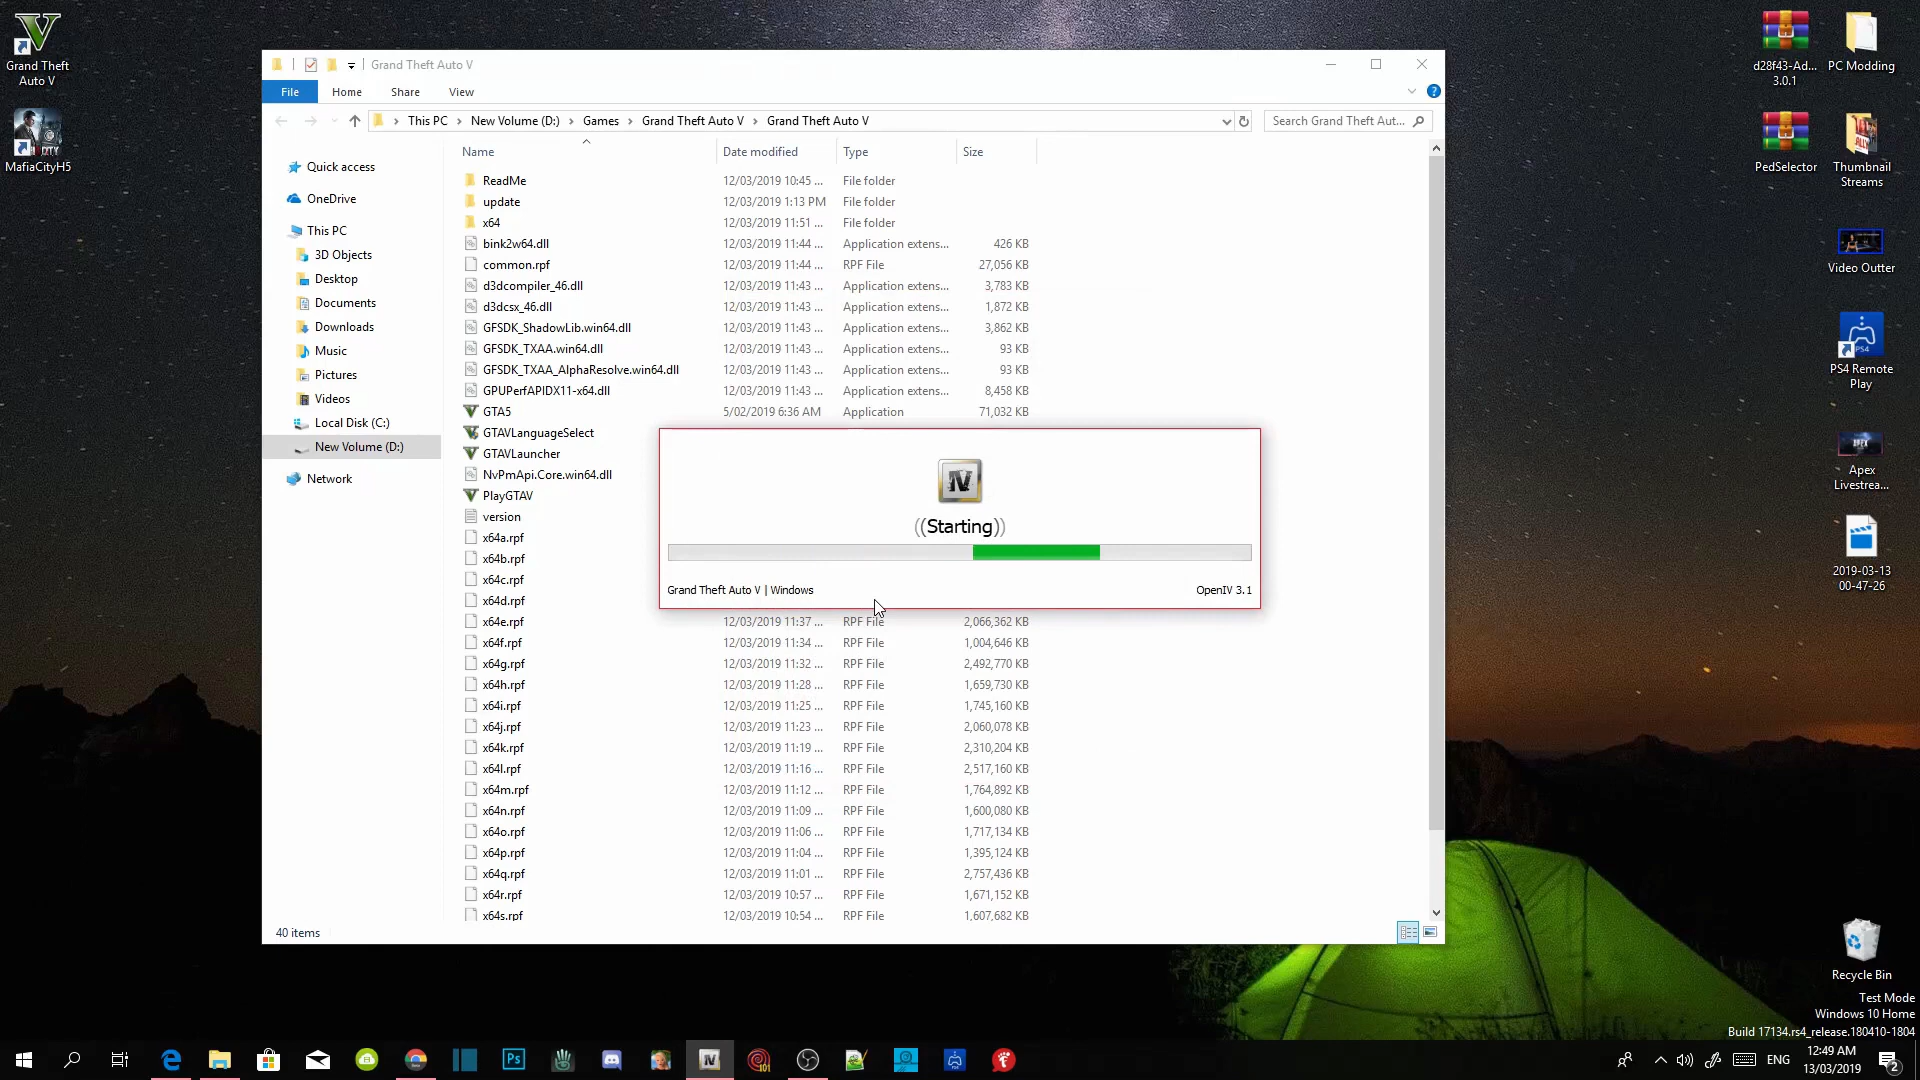 Grand Theft
Auto V
MafiaCityH5
Grand Theft Auto V
File
Home
Share
View
This PC
New Volume (D:)
Games
Grand Theft Auto V
Grand Theft Auto V
Search Grand Theft Aut...
Quick access
OneDrive
This PC
3D Objects
Desktop
Documents
Downloads
Music
Pictures
Videos
Local Disk (C:)
New Volume (D:)
Network
Name Date modified Type Size
ReadMe 12/03/2019 10:45 ... File folder
update 12/03/2019 1:13 PM File folder
x64 12/03/2019 11:51 ... File folder
bink2w64.dll 12/03/2019 11:44 ... Application extens... 426 KB
common.rpf 12/03/2019 11:44 ... RPF File 27,056 KB
d3dcompiler_46.dll 12/03/2019 11:43 ... Application extens... 3,783 KB
d3dcsx_46.dll 12/03/2019 11:43 ... Application extens... 1,872 KB
GFSDK_ShadowLib.win64.dll 12/03/2019 11:43 ... Application extens... 3,862 KB
GFSDK_TXAA.win64.dll 12/03/2019 11:43 ... Application extens... 93 KB
GFSDK_TXAA_AlphaResolve.win64.dll 12/03/2019 11:43 ... Application extens... 93 KB
GPUPerfAPIDX11-x64.dll 12/03/2019 11:43 ... Application extens... 8,458 KB
GTA5 5/02/2019 6:36 AM Application 71,032 KB
GTAVLanguageSelect
GTAVLauncher
NvPmApi.Core.win64.dll
PlayGTAV
version
x64a.rpf
x64b.rpf
x64c.rpf
x64d.rpf
x64e.rpf 12/03/2019 11:37 ... RPF File 2,066,362 KB
x64f.rpf 12/03/2019 11:34 ... RPF File 1,004,646 KB
x64g.rpf 12/03/2019 11:32 ... RPF File 2,492,770 KB
x64h.rpf 12/03/2019 11:28 ... RPF File 1,659,730 KB
x64i.rpf 12/03/2019 11:25 ... RPF File 1,745,160 KB
x64j.rpf 12/03/2019 11:23 ... RPF File 2,060,078 KB
x64k.rpf 12/03/2019 11:19 ... RPF File 2,310,204 KB
x64l.rpf 12/03/2019 11:16 ... RPF File 2,517,160 KB
x64m.rpf 12/03/2019 11:12 ... RPF File 1,764,892 KB
x64n.rpf 12/03/2019 11:09 ... RPF File 1,600,080 KB
x64o.rpf 12/03/2019 11:06 ... RPF File 1,717,134 KB
x64p.rpf 12/03/2019 11:04 ... RPF File 1,395,124 KB
x64q.rpf 12/03/2019 11:01 ... RPF File 2,757,436 KB
x64r.rpf 12/03/2019 10:57 ... RPF File 1,671,152 KB
x64s.rpf 12/03/2019 10:54 ... RPF File 1,607,682 KB
40 items
IV
((Starting))
Grand Theft Auto V | Windows
OpenIV 3.1
d28f43-Ad...
3.0.1
PC Modding
PedSelector
Thumbnail
Streams
Video Outter
PS4
PS4 Remote
Play
APEX
Apex
Livestrea...
2019-03-13
00-47-26
Recycle Bin
Test Mode
Windows 10 Home
Build 17134.rs4_release.180410-1804
Ps
IV
101
ENG
12:49 AM
13/03/2019
2